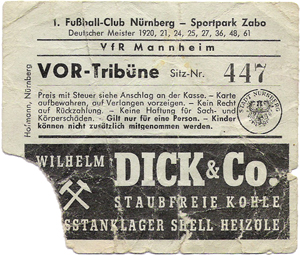 1. Fußball-Club Nürnberg – Sportpark Zabo
Deutscher Meister 1920, 21, 24, 25, 27, 36, 48, 61
VfR Mannheim
VOR-Tribüne Sitz-Nr. 447
Preis mit Steuer siehe Anschlag an der Kasse. – Karte
aufbewahren, auf Verlangen vorzeigen. – Kein Recht
auf Rückzahlung. – Keine Haftung für Sach- und
Körperschäden. – Gilt nur für eine Person. – Kinder
können nicht zusätzlich mitgenommen werden.
Hofmann, Nürnberg
STADT NÜRNBERG
WILHELM DICK & Co.
STAUBFREIE KOHLE
SSTANKLAGER SHELL HEIZÖLE